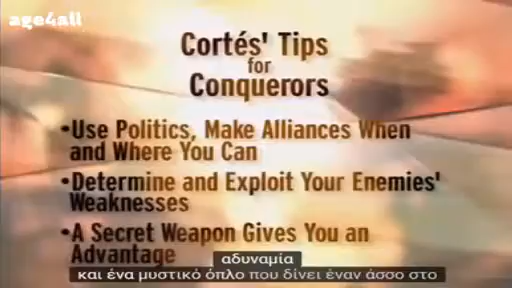 age4all
Cortés' Tips
for
Conquerors
•Use Politics, Make Alliances When
and Where You Can
•Determine and Exploit Your Enemies'
Weaknesses
•A Secret Weapon Gives You an
Advantage
αδυναμία
και ένα μυστικό όπλο που δίνει έναν άσσο στο